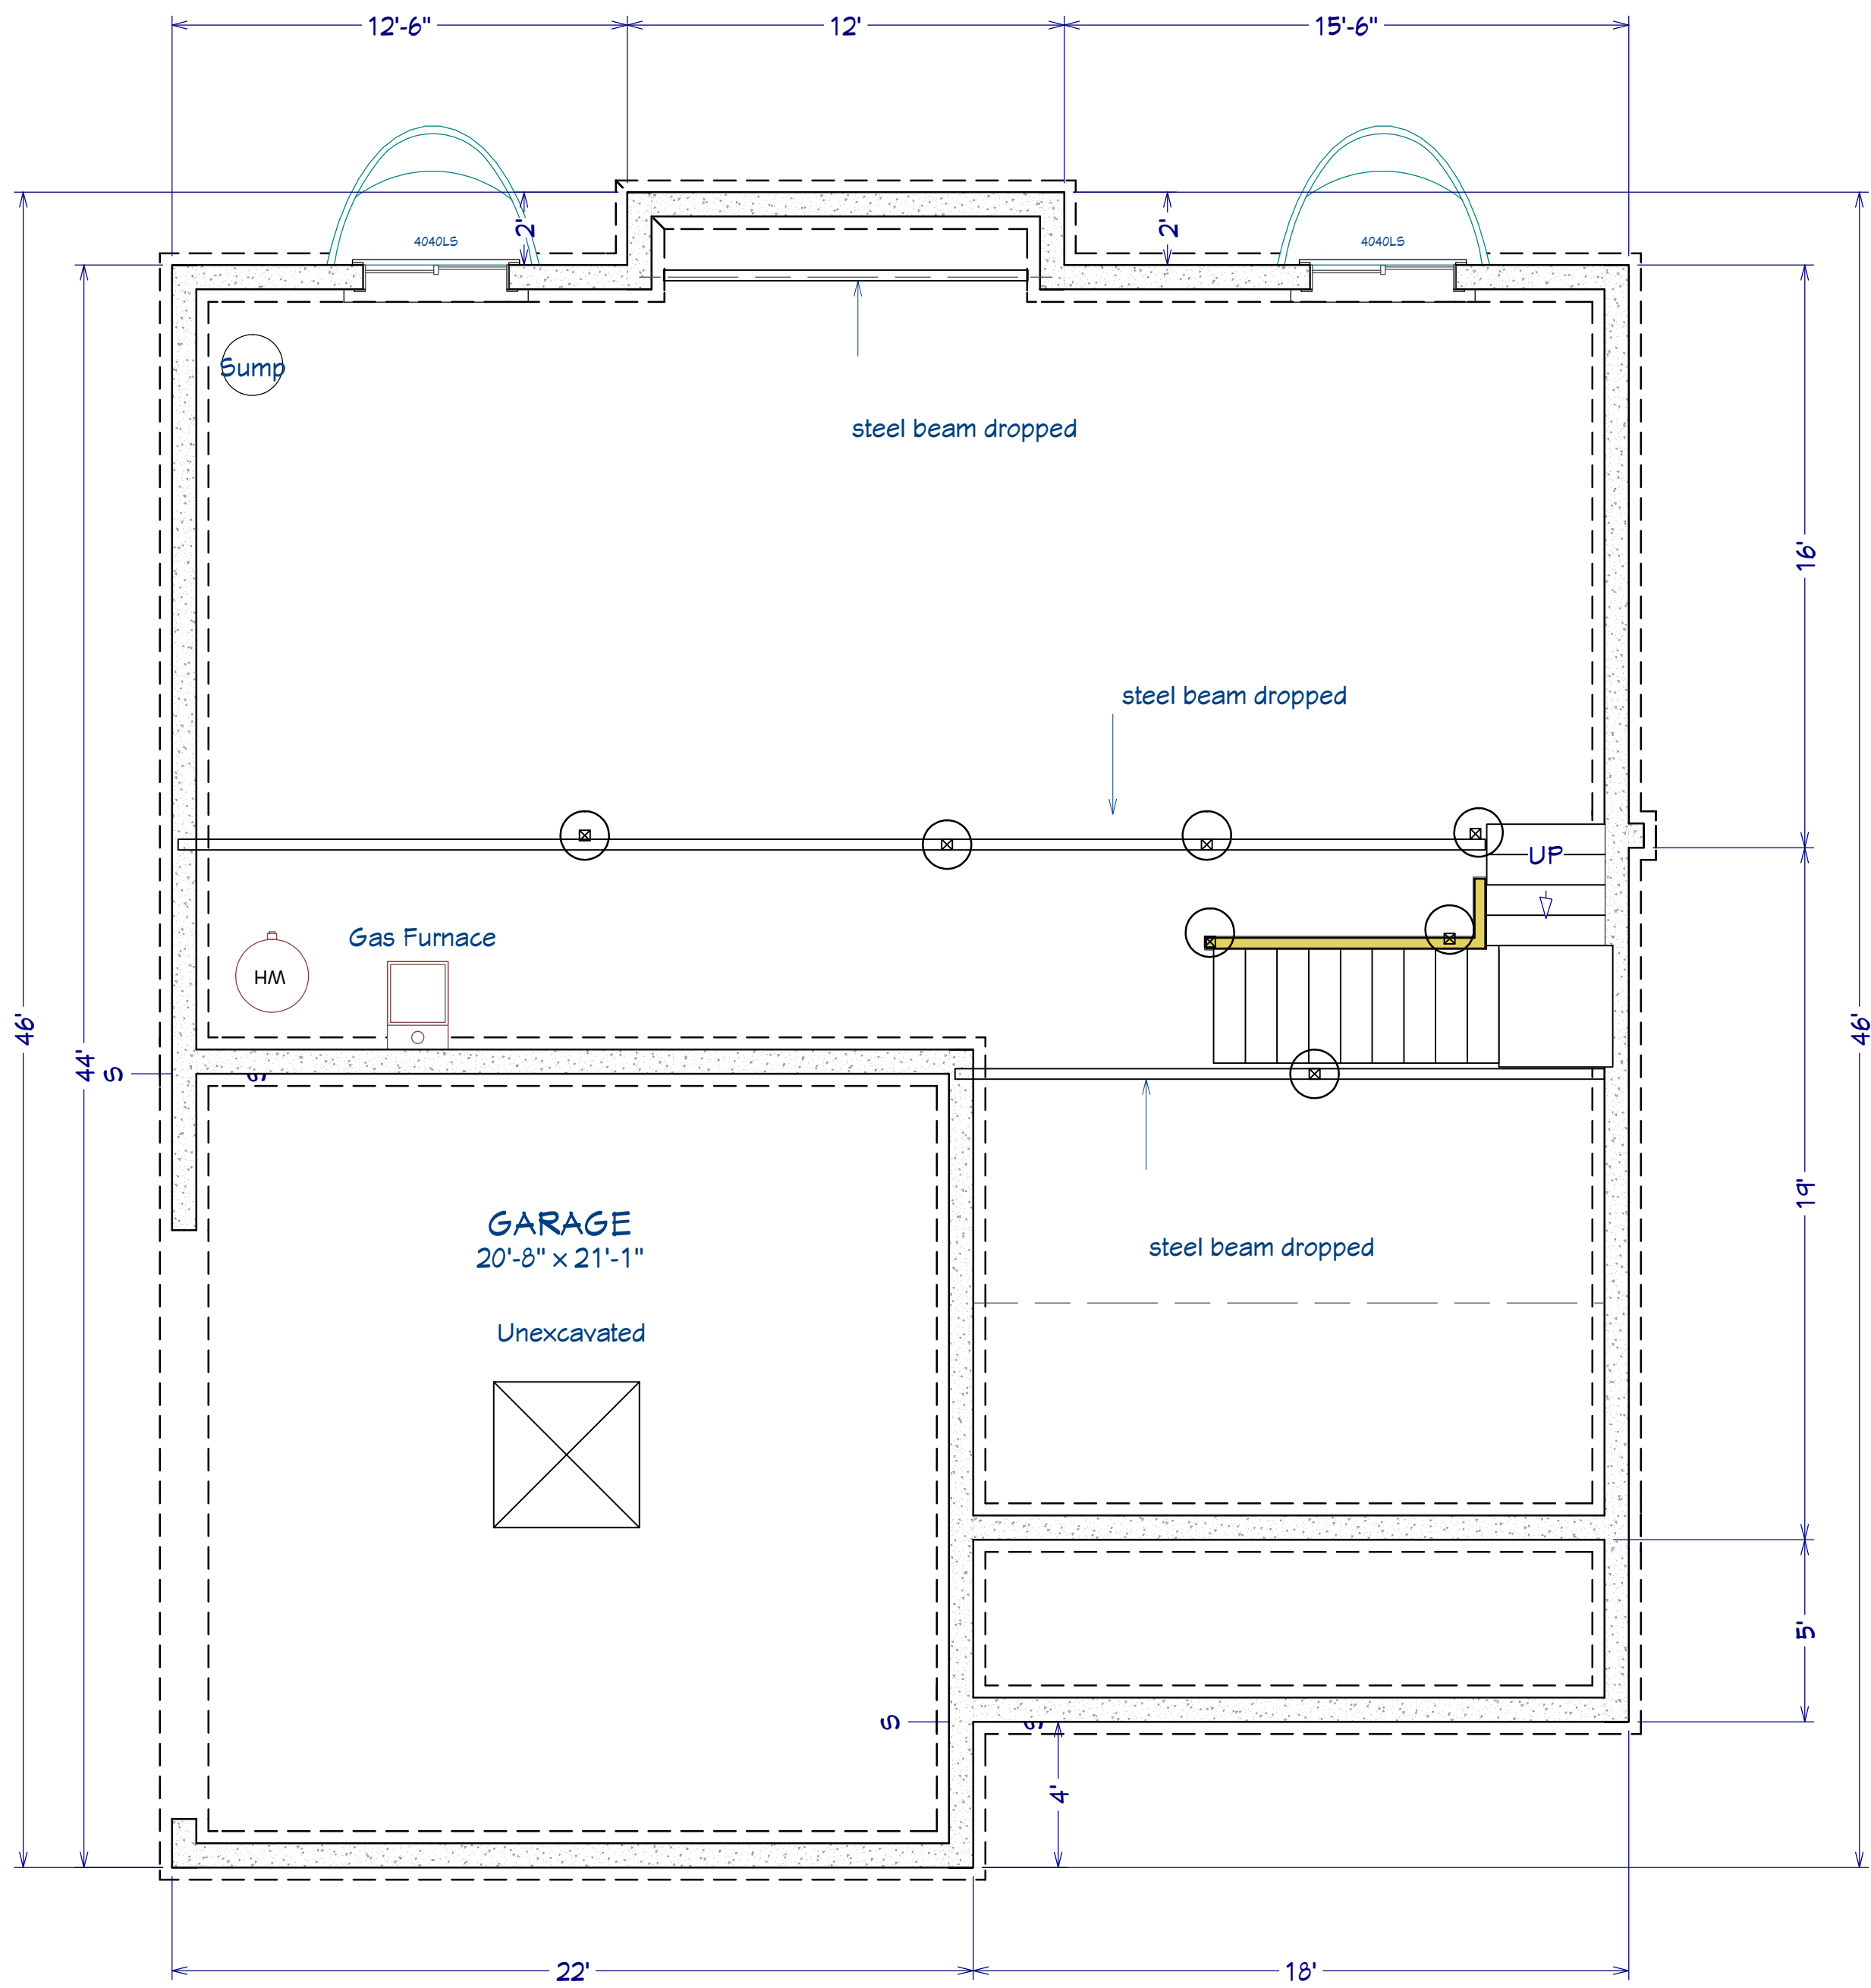 12'-6" 12' 15'-6"
4040LS 2' 2' 4040LS
Sump
steel beam dropped
16'
steel beam dropped
UP
Gas Furnace
WH
46' 44' 46'
S S
19'
GARAGE
20'-8" x 21'-1"
steel beam dropped
Unexcavated
5'
S S
4'
22' 18'